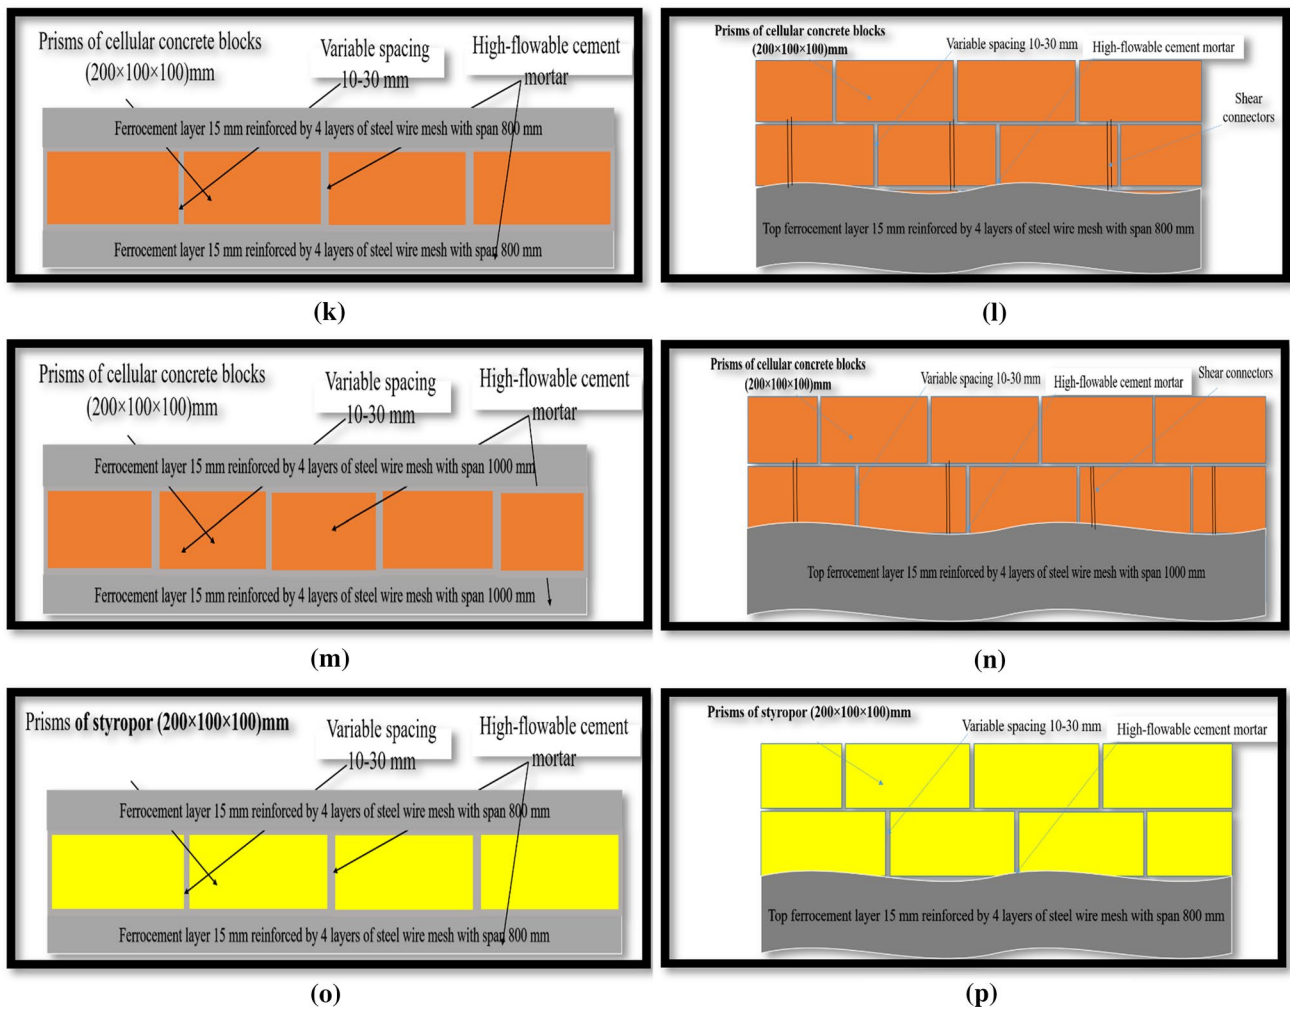 Prisms of cellular concrete blocks
(200×100×100)mm
Variable spacing
10-30 mm
High-flowable cement
mortar
Ferrocement layer 15 mm reinforced by 4 layers of steel wire mesh with span 800 mm
Ferrocement layer 15 mm reinforced by 4 layers of steel wire mesh with span 800 mm
(k)
Prisms of cellular concrete blocks
(200×100×100)mm
Variable spacing 10-30 mm
High-flowable cement mortar
Shear
connectors
Top ferrocement layer 15 mm reinforced by 4 layers of steel wire mesh with span 800 mm
(l)
Prisms of cellular concrete blocks
(200×100×100)mm
Variable spacing
10-30 mm
High-flowable cement
mortar
Ferrocement layer 15 mm reinforced by 4 layers of steel wire mesh with span 1000 mm
Ferrocement layer 15 mm reinforced by 4 layers of steel wire mesh with span 1000 mm
(m)
Prisms of cellular concrete blocks
(200×100×100)mm
Variable spacing 10-30 mm
High-flowable cement mortar
Shear connectors
Top ferrocement layer 15 mm reinforced by 4 layers of steel wire mesh with span 1000 mm
(n)
Prisms of styropor (200×100×100)mm
Variable spacing
10-30 mm
High-flowable cement
mortar
Ferrocement layer 15 mm reinforced by 4 layers of steel wire mesh with span 800 mm
Ferrocement layer 15 mm reinforced by 4 layers of steel wire mesh with span 800 mm
(o)
Prisms of styropor (200×100×100)mm
Variable spacing 10-30 mm
High-flowable cement mortar
Top ferrocement layer 15 mm reinforced by 4 layers of steel wire mesh with span 800 mm
(p)